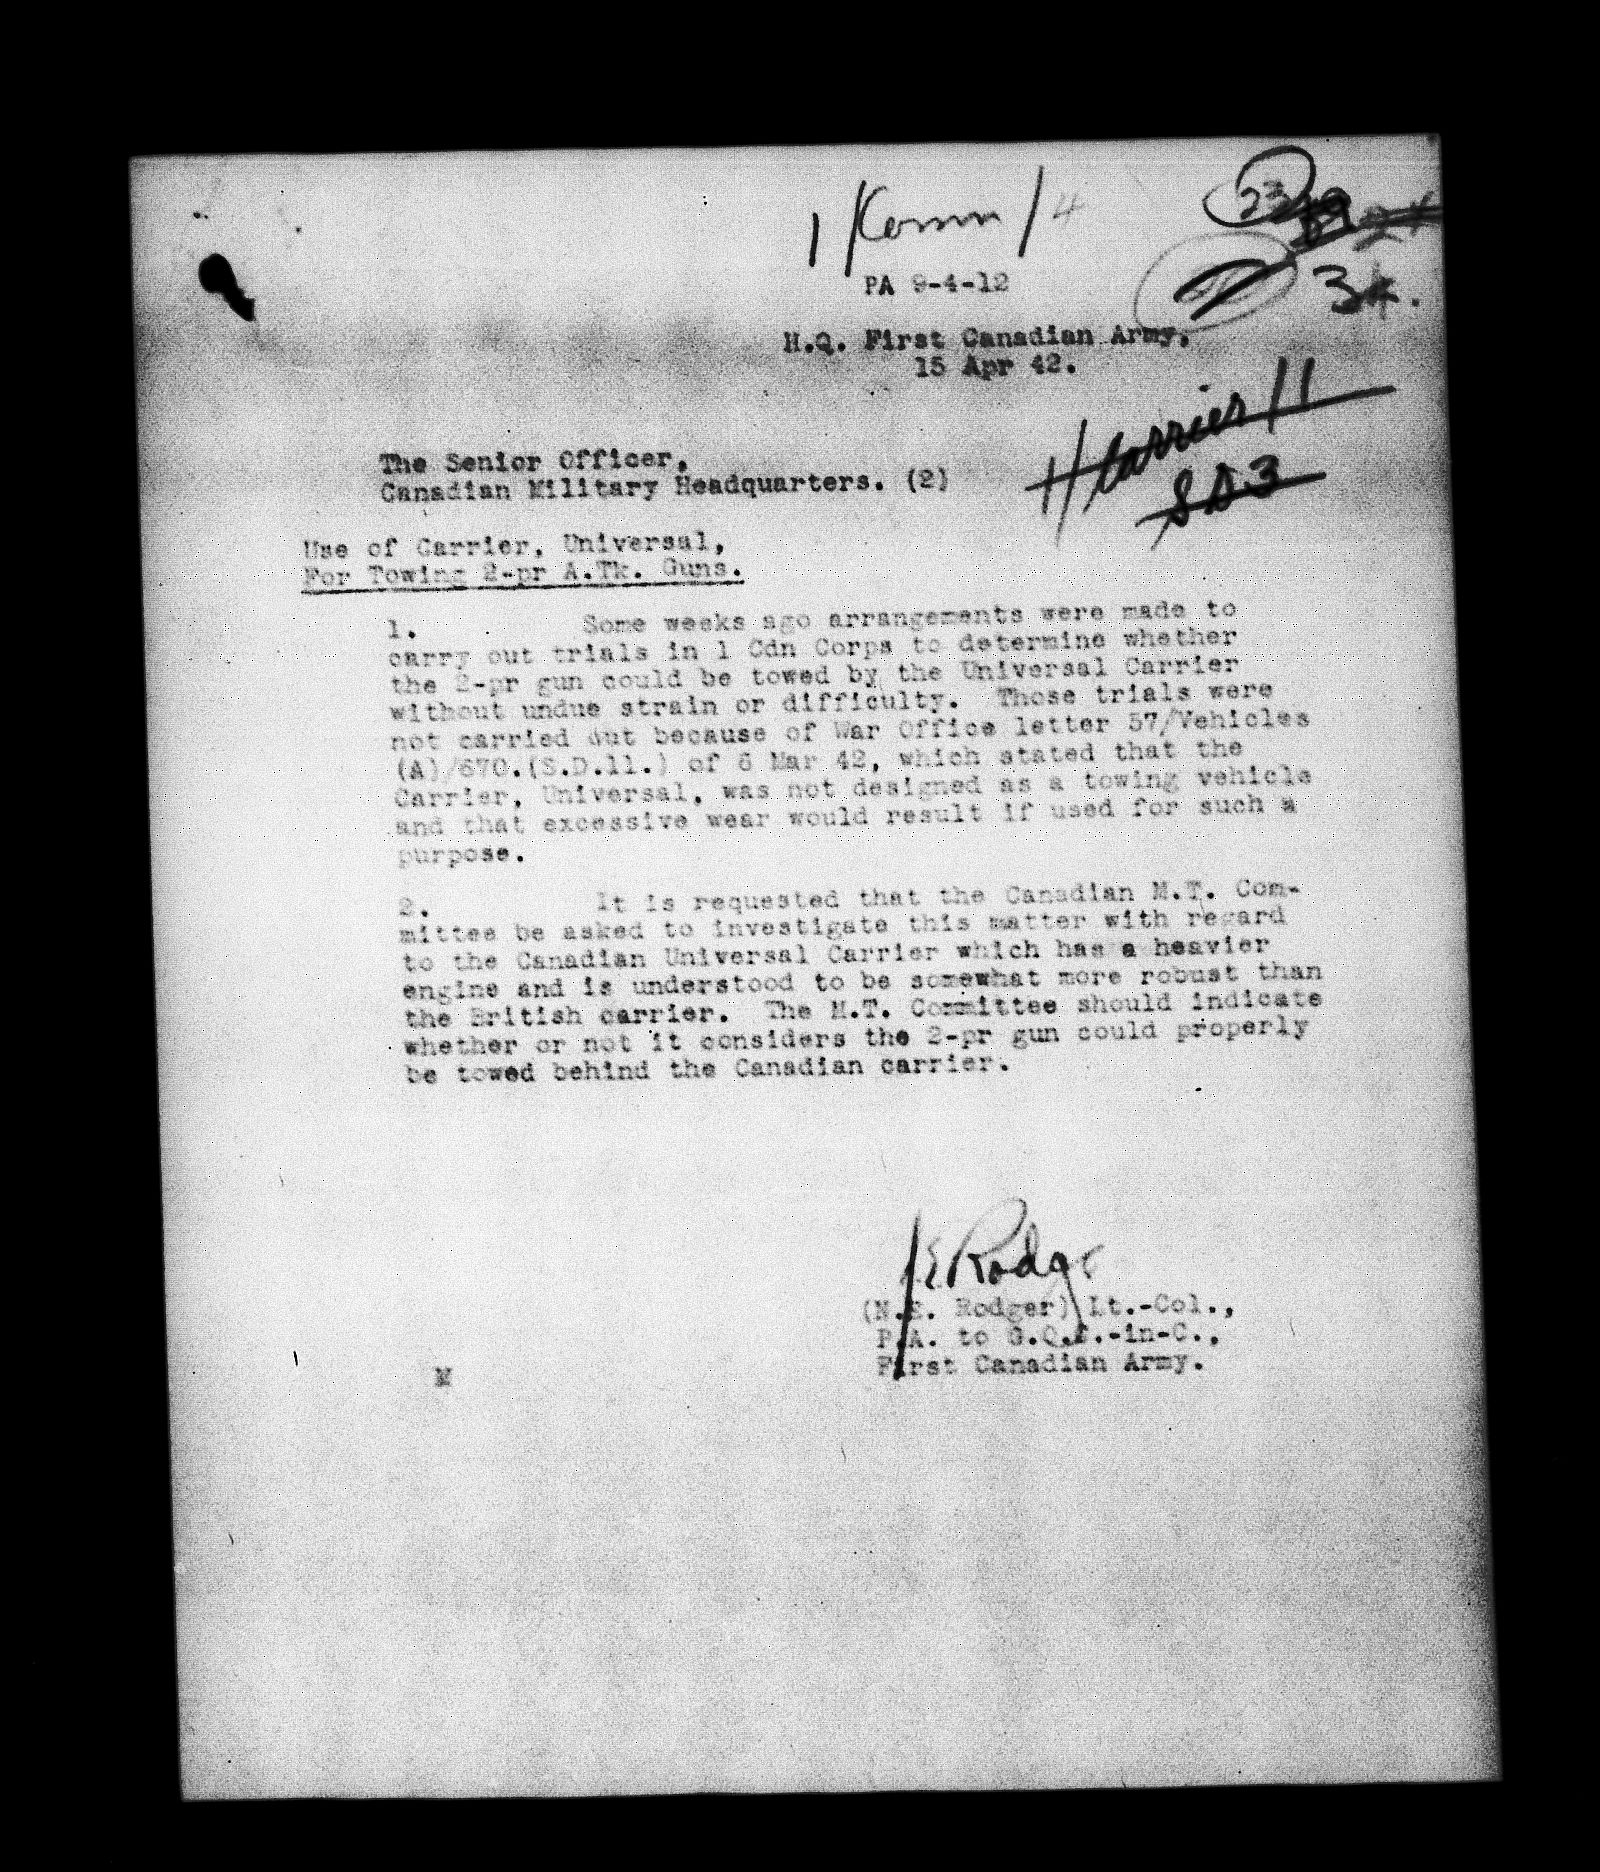 23
34.
PA 9-4-12
H.Q. First Canadian Army,
15 Apr 42.
Carrier 11
SD3
The Senior Officer,
Canadian Military Headquarters. (2)
Use of Carrier, Universal,
For Towing 2-pr A.Tk. Guns.
1. Some weeks ago arrangements were made to
carry out trials in 1 Cdn Corps to determine whether
the 2-pr gun could be towed by the Universal Carrier
without undue strain or difficulty. Those trials were
not carried out because of War Office letter 57/Vehicles
(A)/670.(S.D.11.) of 6 Mar 42, which stated that the
Carrier, Universal, was not designed as a towing vehicle
and that excessive wear would result if used for such a
purpose.
2. It is requested that the Canadian M.T. Com-
mittee be asked to investigate this matter with regard
to the Canadian Universal Carrier which has a heavier
engine and is understood to be somewhat more robust than
the British carrier. The M.T. Committee should indicate
whether or not it considers the 2-pr gun could properly
be towed behind the Canadian carrier.
NE Rodger
(N.E. Rodger) Lt.-Col.,
P.A. to G.O.C.-in-C.,
First Canadian Army.
M